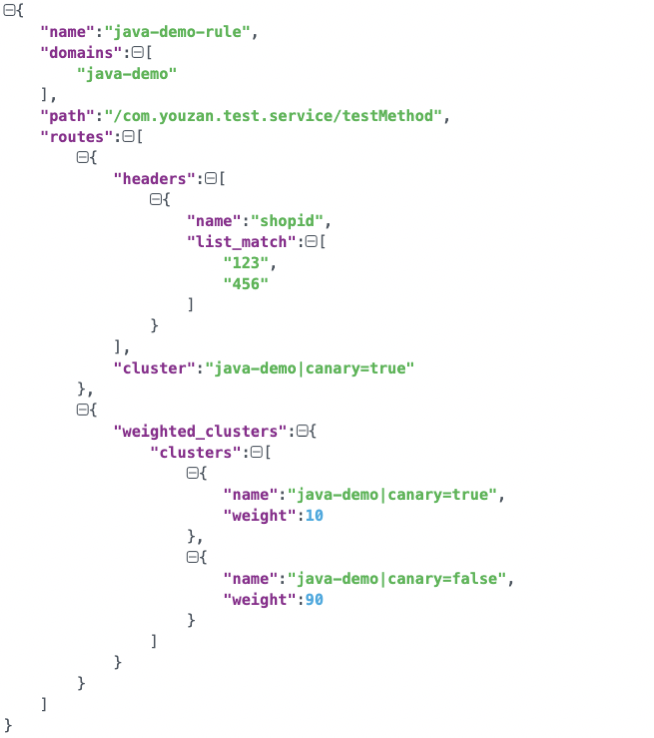 {
"name":"java-demo-rule",
"domains":[
"java-demo"
],
"path":"/com.youzan.test.service/testMethod",
"routes":[
{
"headers":[
{
"name":"shopid",
"list_match":[
"123",
"456"
]
}
],
"cluster":"java-demo|canary=true"
},
{
"weighted_clusters":{
"clusters":[
{
"name":"java-demo|canary=true",
"weight":10
},
{
"name":"java-demo|canary=false",
"weight":90
}
]
}
}
]
}